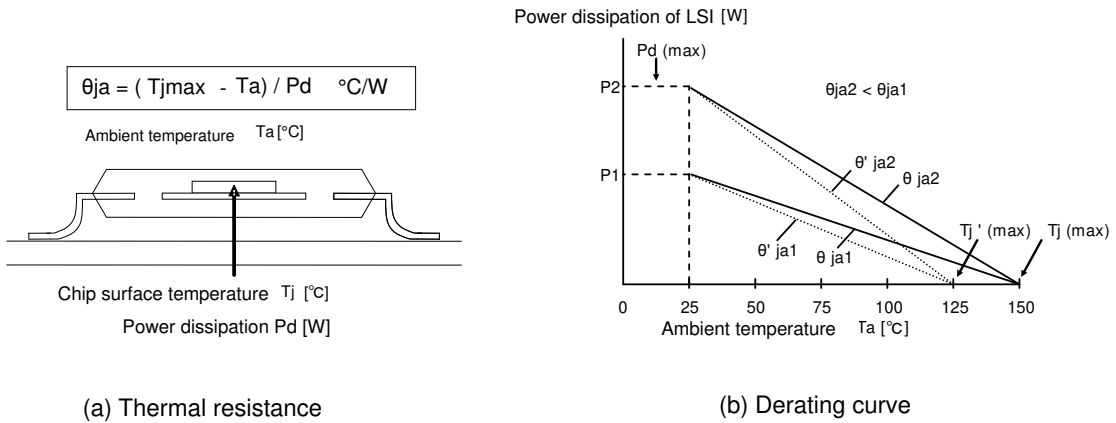 θja = ( Tjmax - Ta) / Pd °C/W
Ambient temperature Ta [°C]
Chip surface temperature Tj [°C]
Power dissipation Pd [W]
(a) Thermal resistance
Power dissipation of LSI [W]
Pd (max)
P2
θja2 < θja1
θ' ja2
θ ja2
P1
Tj ' (max)
Tj (max)
θ' ja1
θ ja1
0 25 50 75 100 125 150
Ambient temperature Ta [°C]
(b) Derating curve